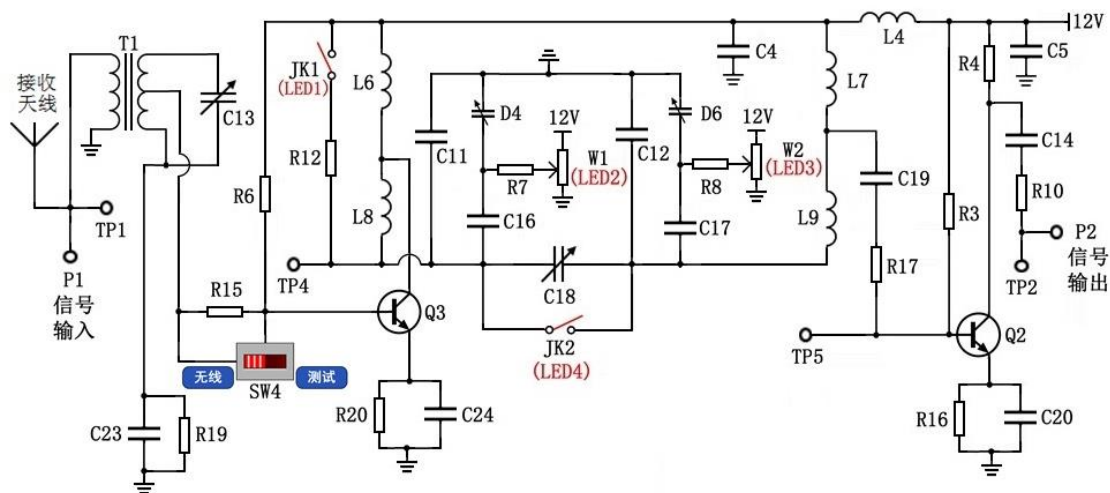 12V
T1
L4
C4
C5
R4
接收
天线
JK1
(LED1)
L6
L7
C13
D4
D6
12V
12V
C14
R12
C11
C12
W1
(LED2)
W2
(LED3)
R7
R8
C19
R10
R6
R3
TP1
L8
C16
C17
L9
P2
信号
输出
P1
信号
输入
TP4
R17
TP2
R15
C18
Q3
TP5
Q2
JK2
(LED4)
无线
测试
SW4
C23
R19
R20
C24
R16
C20